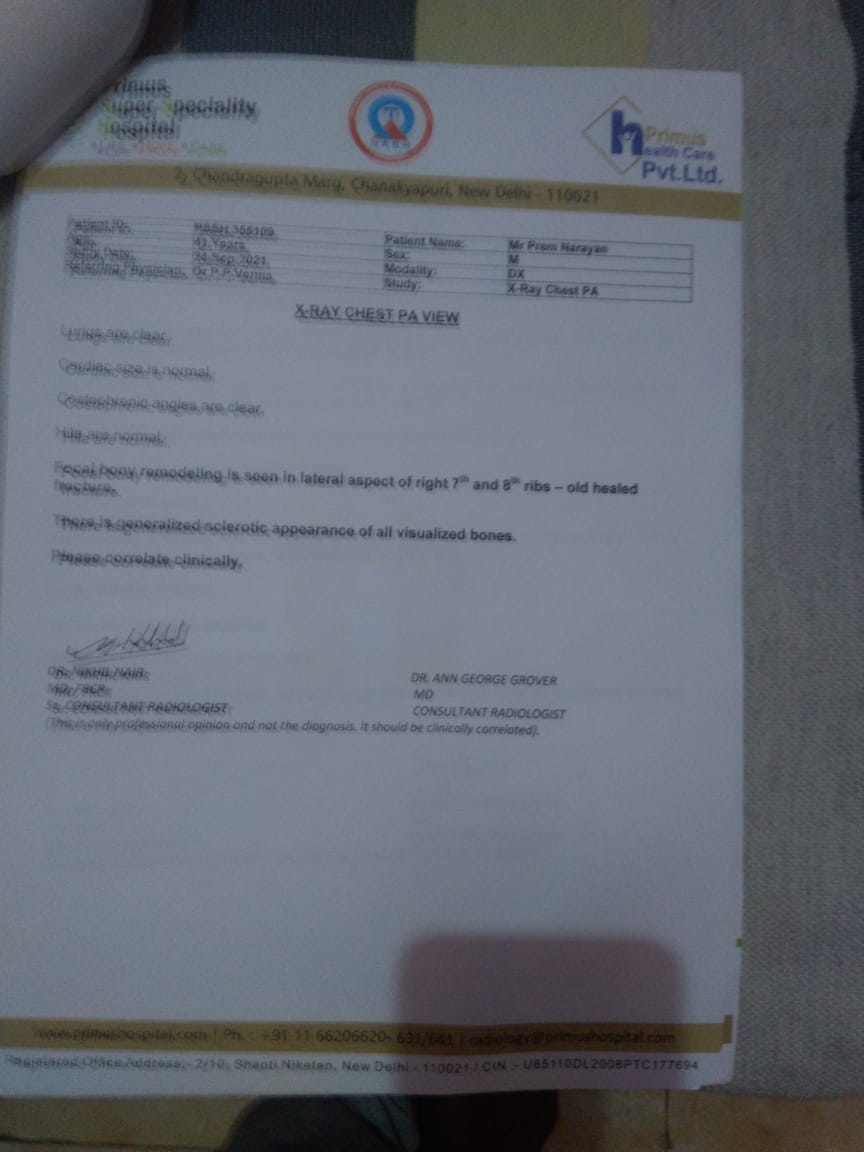 Primus
Super Speciality
Hospital
NABH
Primus
Health Care
Pvt.Ltd.
2, Chandragupta Marg, Chanakyapuri, New Delhi - 110021
Patient ID: PSSH.355109 Patient Name: Mr Prem Narayan
Age: 41 Years Sex: M
Study Date: 24-Sep-2021 Modality: DX
Referring Physician: Dr P.P.Verma Study: X-Ray Chest PA
X-RAY CHEST PA VIEW
Lungs are clear.
Cardiac size is normal.
Costophrenic angles are clear.
Hila are normal.
Focal bony remodeling is seen in lateral aspect of right 7th and 8th ribs – old healed
fracture.
There is generalized sclerotic appearance of all visualized bones.
Please correlate clinically.
DR. NIKHIL NAIR DR. ANN GEORGE GROVER
MD, FRCR MD
Sr. CONSULTANT RADIOLOGIST CONSULTANT RADIOLOGIST
(This is only professional opinion and not the diagnosis. It should be clinically correlated).
www.primushospital.com | Ph. : +91 11 66206620- 631/641 | radiology@primushospital.com
Registered Office Address:- 2/10, Shanti Niketan, New Delhi - 110021 / CIN :- U85110DL2008PTC177694